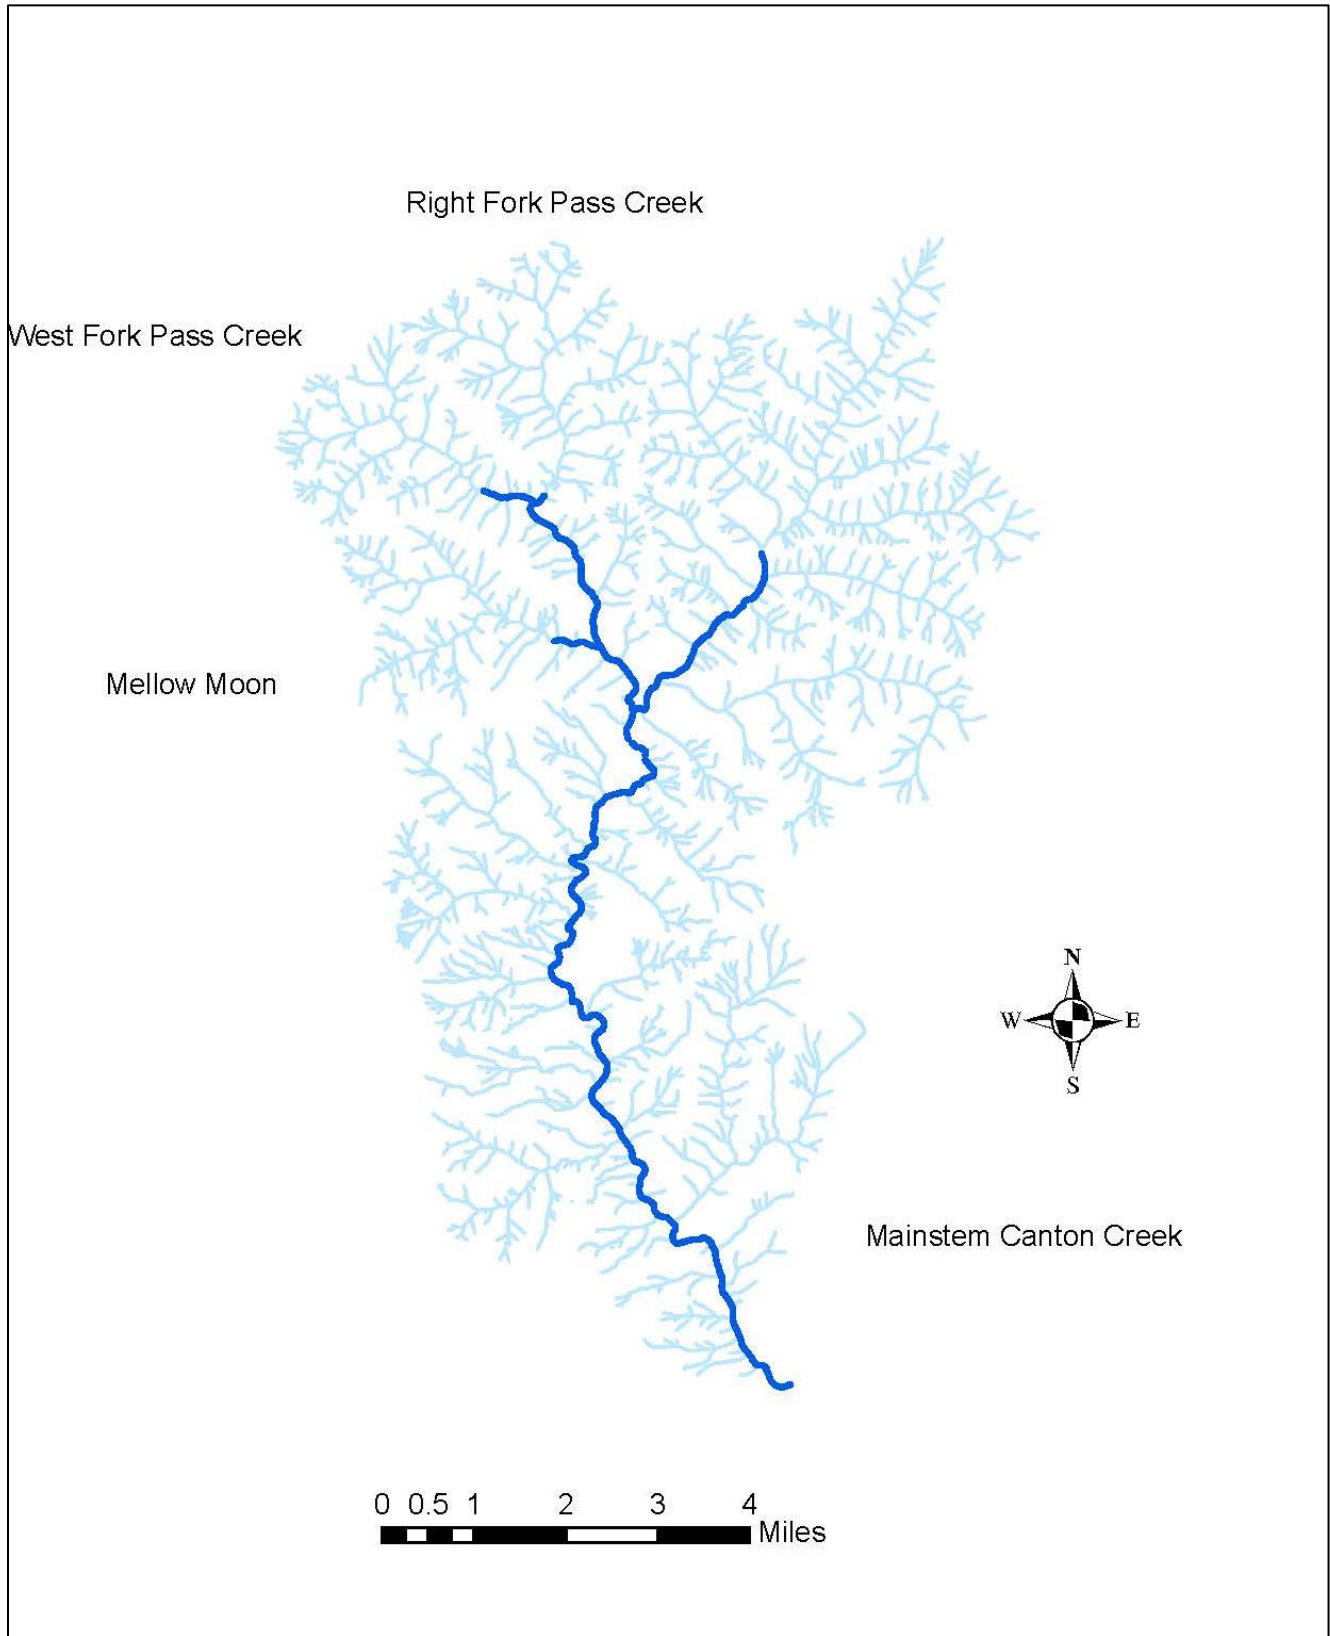 Right Fork Pass Creek
West Fork Pass Creek
Mellow Moon
N
W E
S
Mainstem Canton Creek
0 0.5 1 2 3 4
Miles